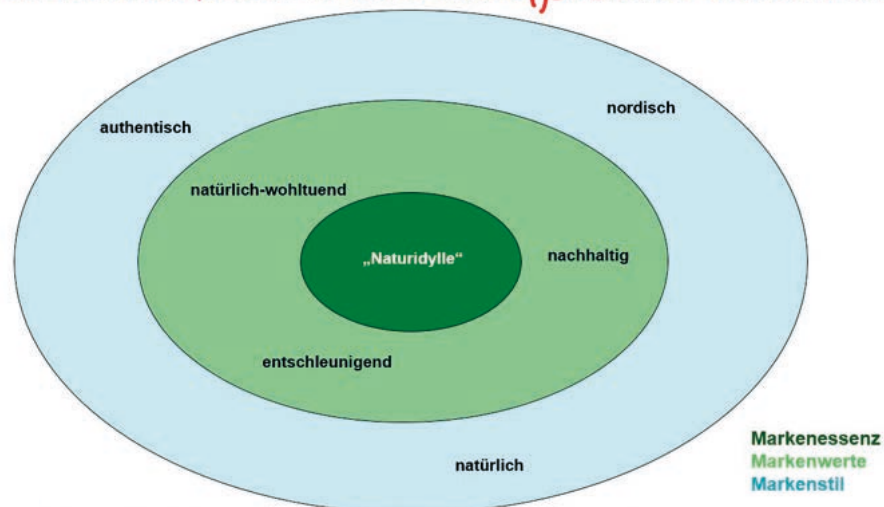 authentisch
nordisch
natürlich-wohltuend
„Naturidylle“
nachhaltig
entschleunigend
natürlich
Markenessenz
Markenwerte
Markenstil